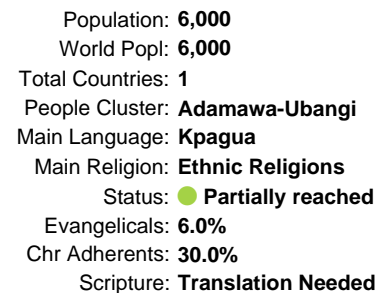 Population: 6,000
World Popl: 6,000
Total Countries: 1
People Cluster: Adamawa-Ubangi
Main Language: Kpagua
Main Religion: Ethnic Religions
Status: Partially reached
Evangelicals: 6.0%
Chr Adherents: 30.0%
Scripture: Translation Needed